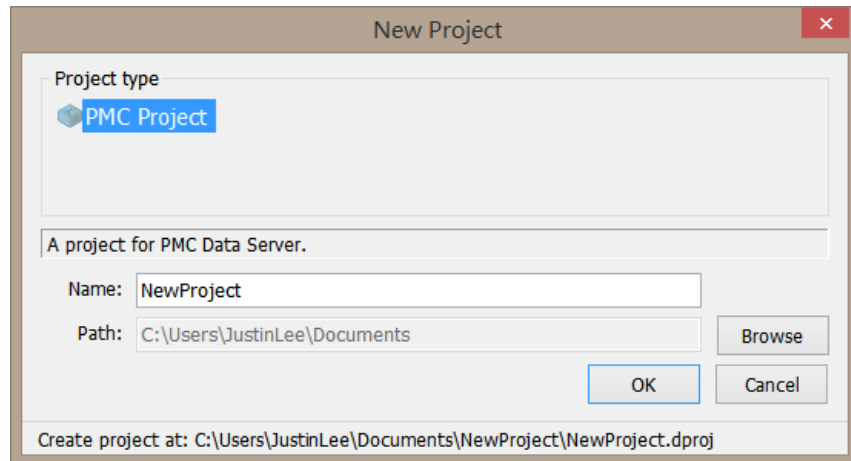 New Project
Project type
PMC Project
A project for PMC Data Server.
Name: NewProject
Path: C:\Users\JustinLee\Documents Browse
OK Cancel
Create project at: C:\Users\JustinLee\Documents\NewProject\NewProject.dproj